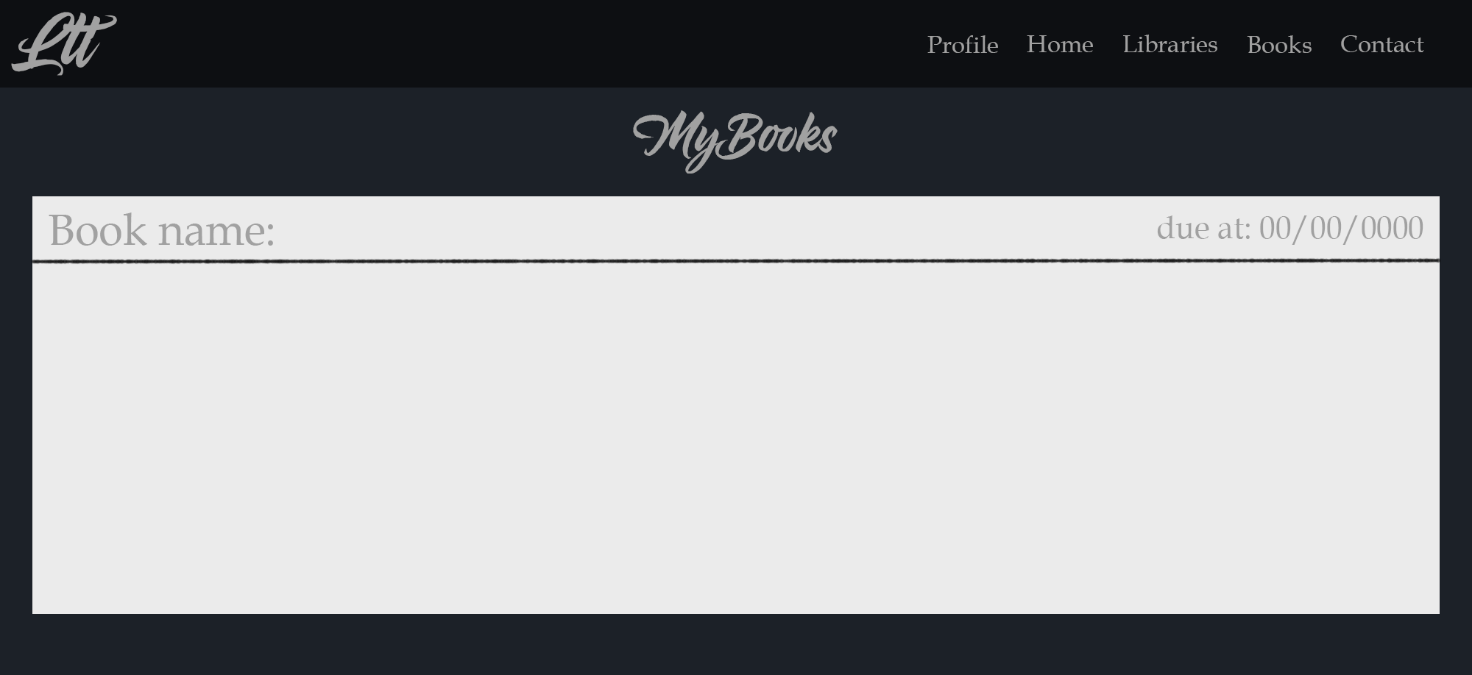 Ltt
Profile Home Libraries Books Contact
MyBooks
Book name:
due at: 00/00/0000